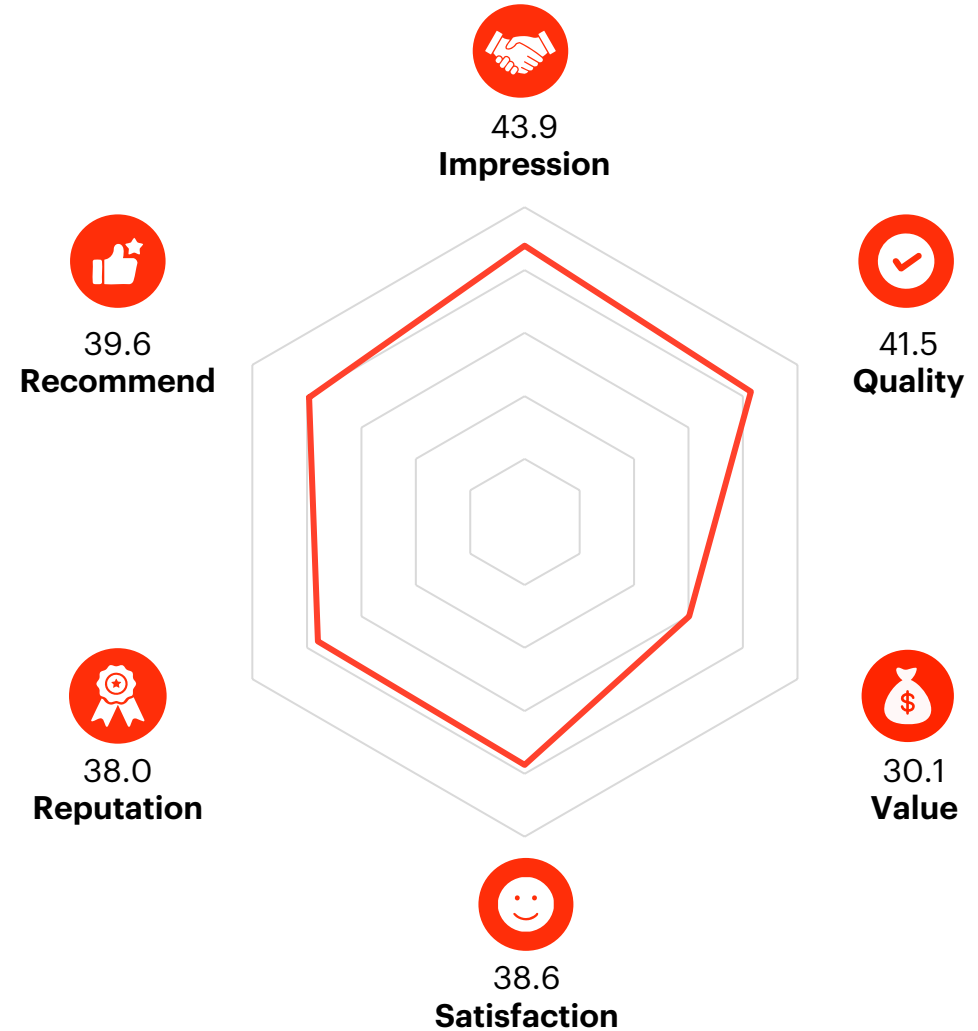 43.9
Impression
39.6
Recommend
41.5
Quality
38.0
Reputation
30.1
Value
$
38.6
Satisfaction